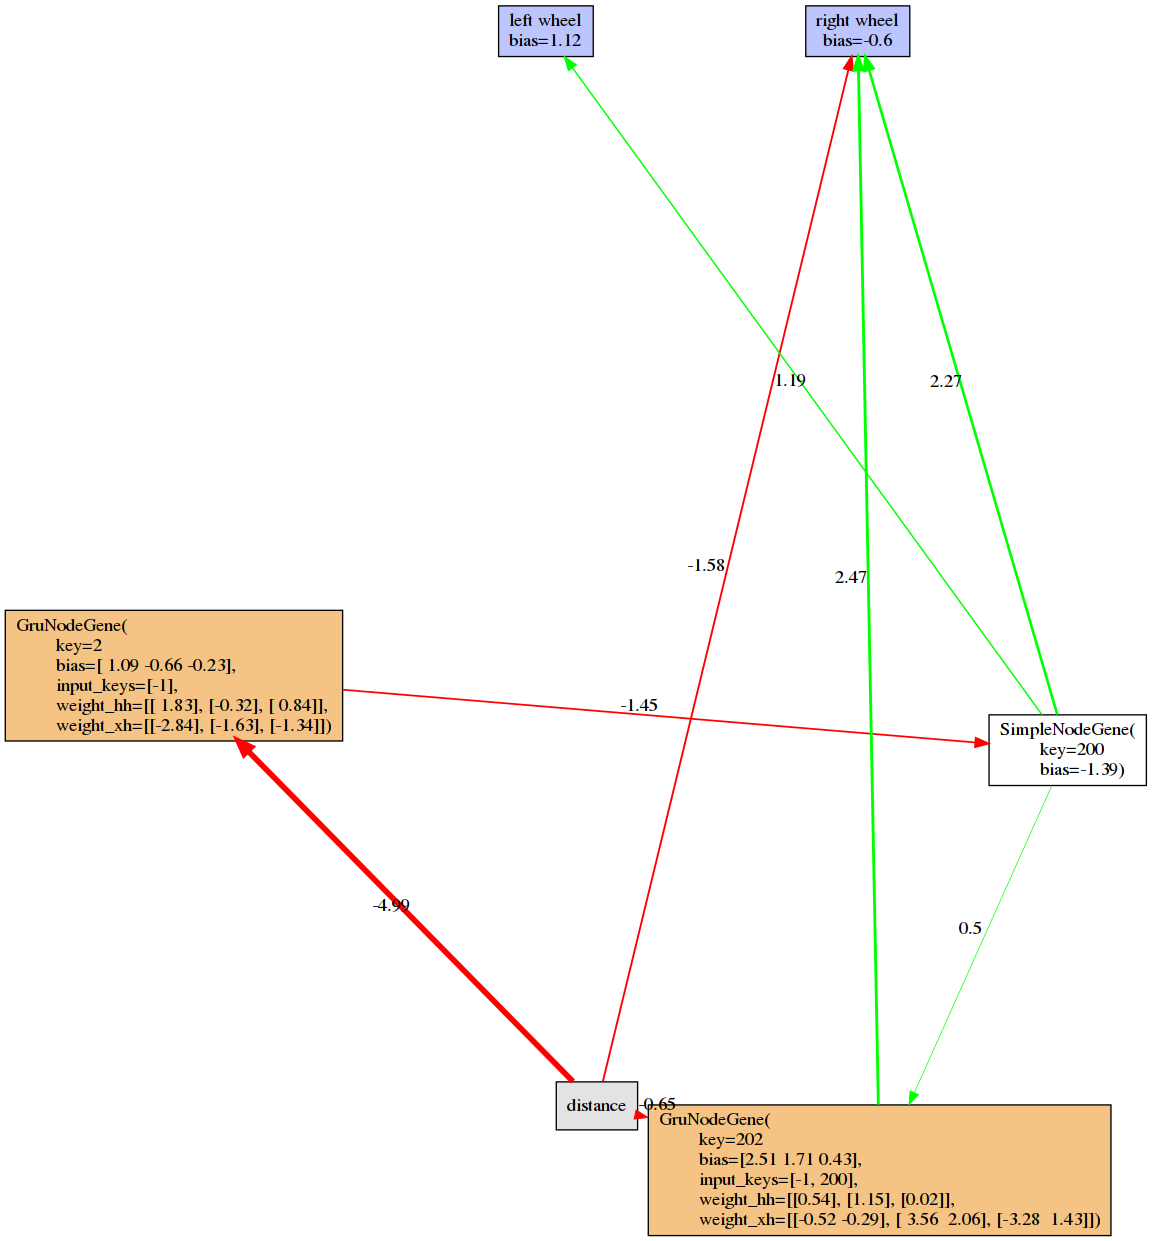 left wheel
bias=1.12
right wheel
bias=-0.6
1.19
2.27
-1.58
2.47
GruNodeGene(
key=2
bias=[ 1.09 -0.66 -0.23],
input_keys=[-1],
weight_hh=[[ 1.83], [-0.32], [ 0.84]],
weight_xh=[[-2.84], [-1.63], [-1.34]])
-1.45
SimpleNodeGene(
key=200
bias=-1.39)
-4.99
0.5
distance
-0.65
GruNodeGene(
key=202
bias=[2.51 1.71 0.43],
input_keys=[-1, 200],
weight_hh=[[0.54], [1.15], [0.02]],
weight_xh=[[-0.52 -0.29], [ 3.56  2.06], [-3.28  1.43]])